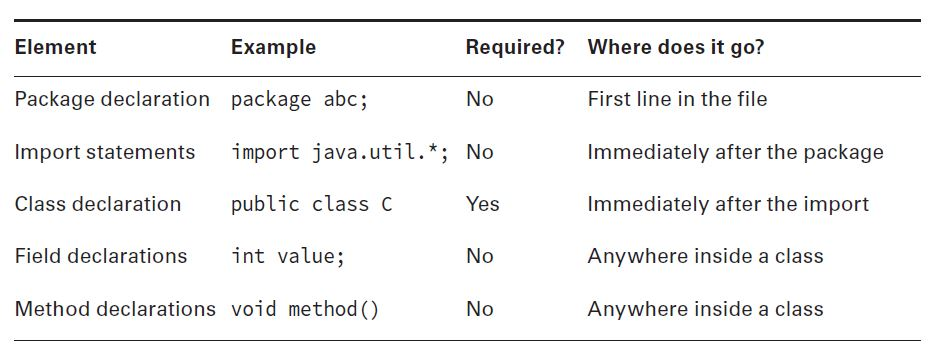 Element Example Required? Where does it go?
Package declaration package abc; No First line in the file
Import statements import java.util.*; No Immediately after the package
Class declaration public class C Yes Immediately after the import
Field declarations int value; No Anywhere inside a class
Method declarations void method() No Anywhere inside a class